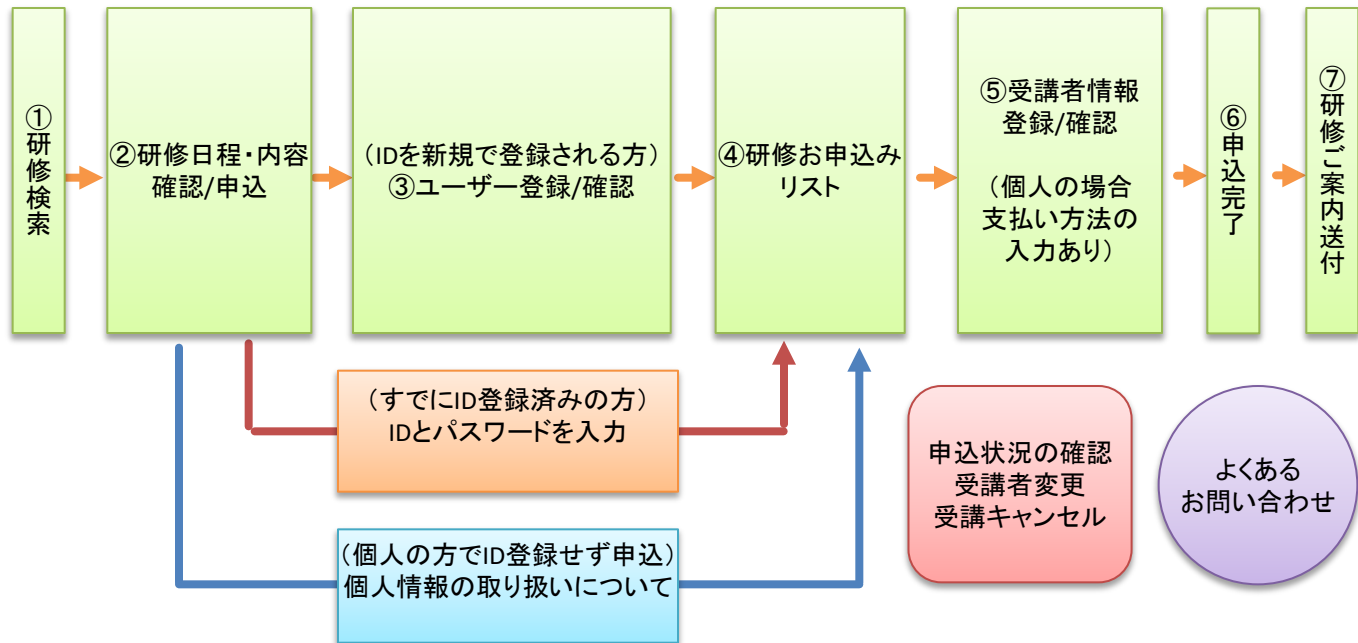 ①研修検索
②研修日程・内容
確認/申込
（IDを新規で登録される方）
③ユーザー登録/確認
④研修お申込み
リスト
⑤受講者情報
登録/確認
（個人の場合
支払い方法の
入力あり）
⑥申込完了
⑦研修ご案内送付
（すでにID登録済みの方）
IDとパスワードを入力
（個人の方でID登録せず申込）
個人情報の取り扱いについて
申込状況の確認
受講者変更
受講キャンセル
よくある
お問い合わせ